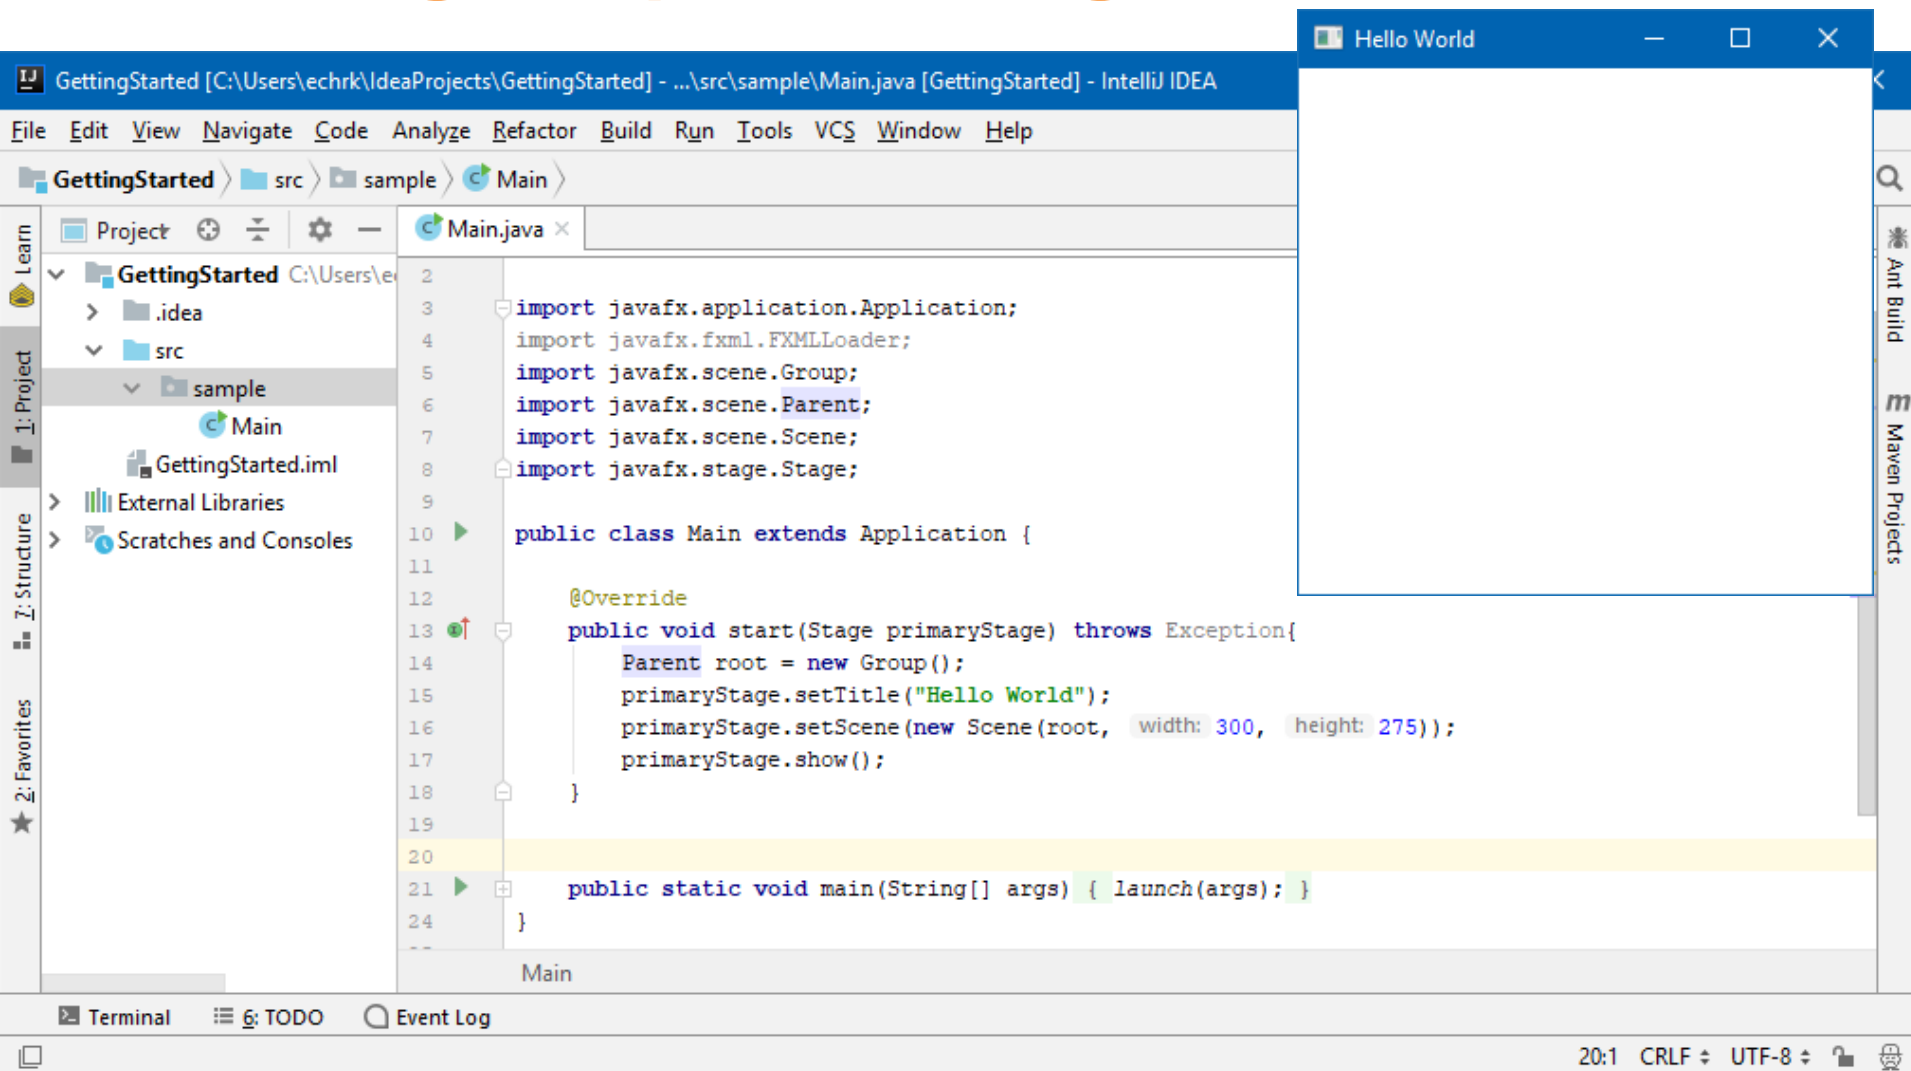 Hello World
GettingStarted [C:\Users\echrk\IdeaProjects\GettingStarted] - ...\src\sample\Main.java [GettingStarted] - IntelliJ IDEA
File Edit View Navigate Code Analyze Refactor Build Run Tools VCS Window Help
GettingStarted src sample Main
Learn
1: Project
7: Structure
2: Favorites
Project
GettingStarted C:\Users\e
.idea
src
sample
Main
GettingStarted.iml
External Libraries
Scratches and Consoles
Main.java
2
3 import javafx.application.Application;
4 import javafx.fxml.FXMLLoader;
5 import javafx.scene.Group;
6 import javafx.scene.Parent;
7 import javafx.scene.Scene;
8 import javafx.stage.Stage;
9
10 public class Main extends Application {
11
12 @Override
13 public void start(Stage primaryStage) throws Exception{
14 Parent root = new Group();
15 primaryStage.setTitle("Hello World");
16 primaryStage.setScene(new Scene(root, width: 300, height: 275));
17 primaryStage.show();
18 }
19
20
21 public static void main(String[] args) { launch(args); }
24 }
Main
Ant Build
m Maven Projects
Terminal 6: TODO Event Log
20:1 CRLF UTF-8